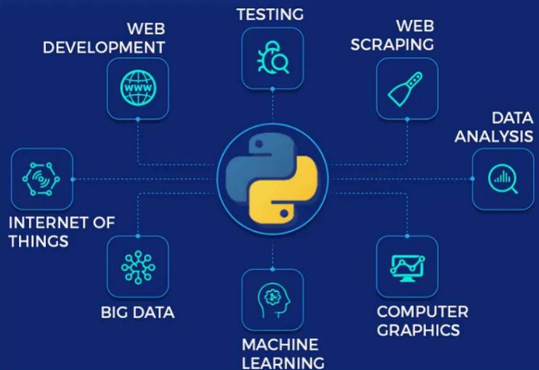 TESTING
WEB
DEVELOPMENT
WWW
WEB
SCRAPING
DATA
ANALYSIS
INTERNET OF
THINGS
BIG DATA
MACHINE
LEARNING
COMPUTER
GRAPHICS